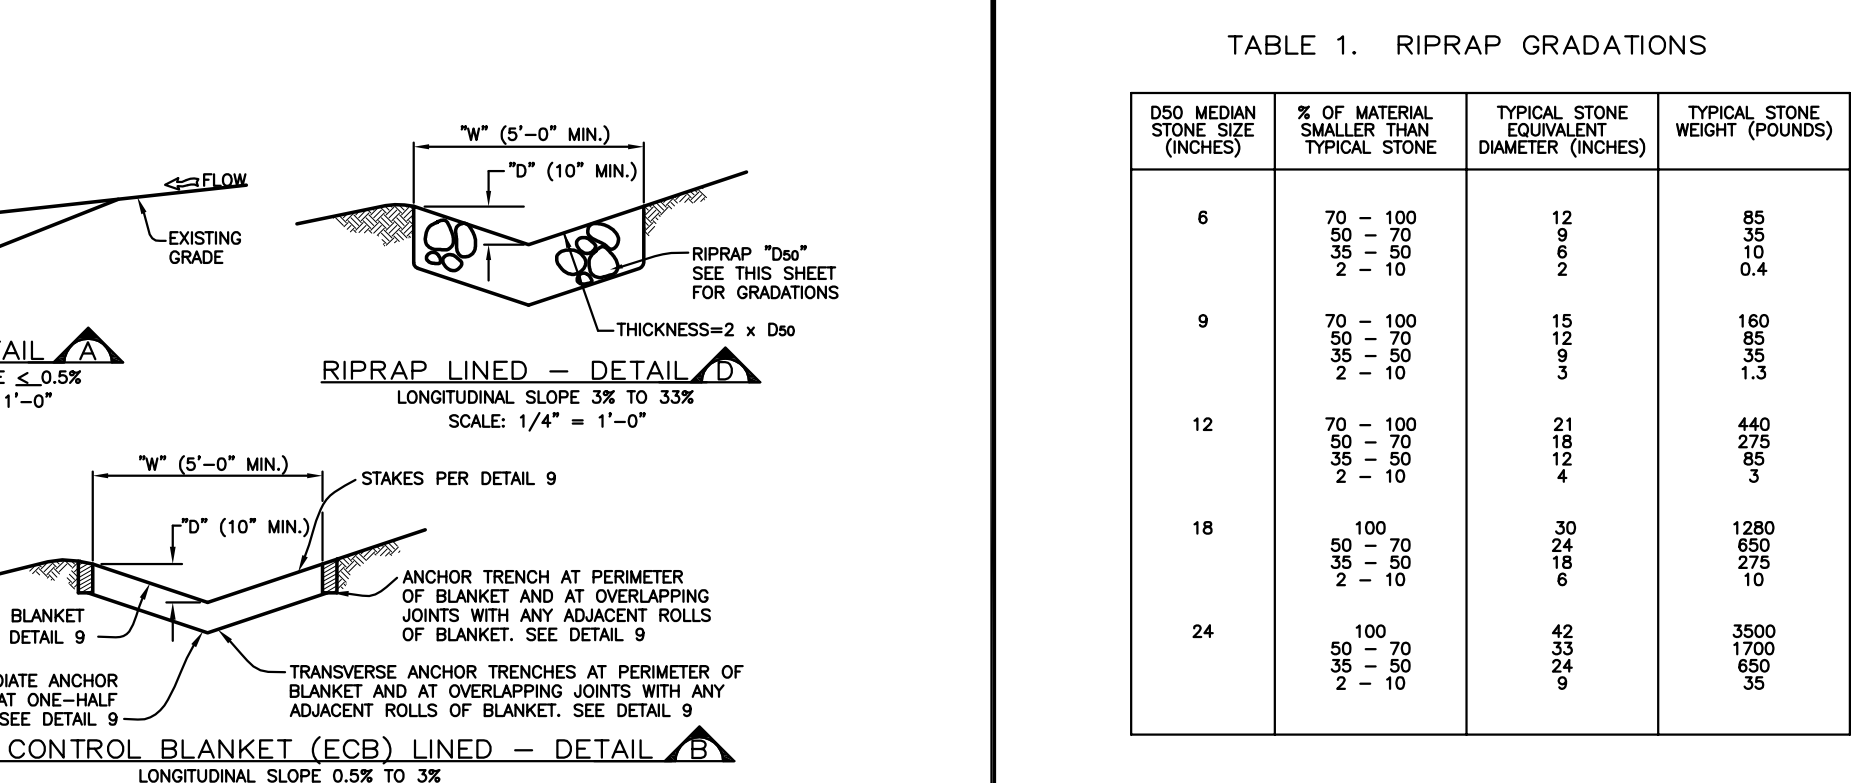 "W" (5'-0" MIN.)
"D" (10" MIN.)
FLOW
EXISTING
GRADE
RIPRAP "D50"
SEE THIS SHEET
FOR GRADATIONS
THICKNESS=2 x D50
TAIL A
E ≤ 0.5%
1'-0"
RIPRAP LINED – DETAIL D
LONGITUDINAL SLOPE 3% TO 33%
SCALE: 1/4" = 1'-0"
"W" (5'-0" MIN.)
STAKES PER DETAIL 9
"D" (10" MIN.)
ANCHOR TRENCH AT PERIMETER
OF BLANKET AND AT OVERLAPPING
JOINTS WITH ANY ADJACENT ROLLS
OF BLANKET. SEE DETAIL 9
BLANKET
DETAIL 9
TRANSVERSE ANCHOR TRENCHES AT PERIMETER OF
BLANKET AND AT OVERLAPPING JOINTS WITH ANY
ADJACENT ROLLS OF BLANKET. SEE DETAIL 9
DIATE ANCHOR
AT ONE-HALF
SEE DETAIL 9
CONTROL BLANKET (ECB) LINED – DETAIL B
LONGITUDINAL SLOPE 0.5% TO 3%
TABLE 1. RIPRAP GRADATIONS
D50 MEDIAN
STONE SIZE
(INCHES)
% OF MATERIAL
SMALLER THAN
TYPICAL STONE
TYPICAL STONE
EQUIVALENT
DIAMETER (INCHES)
TYPICAL STONE
WEIGHT (POUNDS)
6 70 – 100 12 85
50 – 70 9 35
35 – 50 6 10
2 – 10 2 0.4
9 70 – 100 15 160
50 – 70 12 85
35 – 50 9 35
2 – 10 3 1.3
12 70 – 100 21 440
50 – 70 18 275
35 – 50 12 85
2 – 10 4 3
18 100 30 1280
50 – 70 24 650
35 – 50 18 275
2 – 10 6 10
24 100 42 3500
50 – 70 33 1700
35 – 50 24 650
2 – 10 9 35